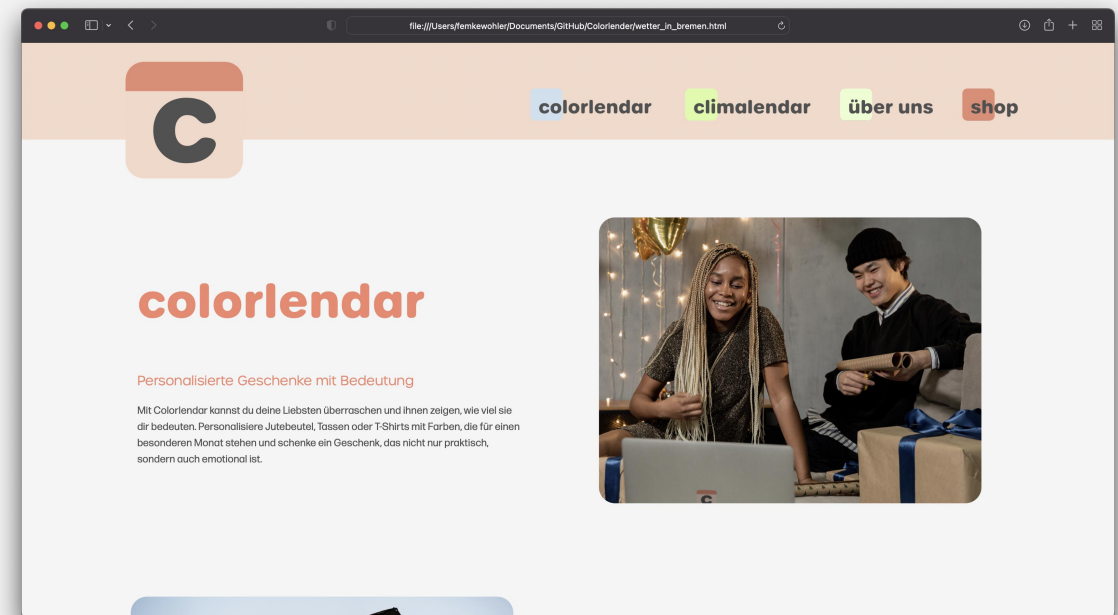 file:///Users/femkewohler/Documents/GitHub/Colorlender/wetter_in_bremen.html
c
colorlendar climalendar über uns shop
colorlendar
Personalisierte Geschenke mit Bedeutung
Mit Colorlendar kannst du deine Liebsten überraschen und ihnen zeigen, wie viel sie
dir bedeuten. Personalisiere Jutebeutel, Tassen oder T-Shirts mit Farben, die für einen
besonderen Monat stehen und schenke ein Geschenk, das nicht nur praktisch,
sondern auch emotional ist.
c